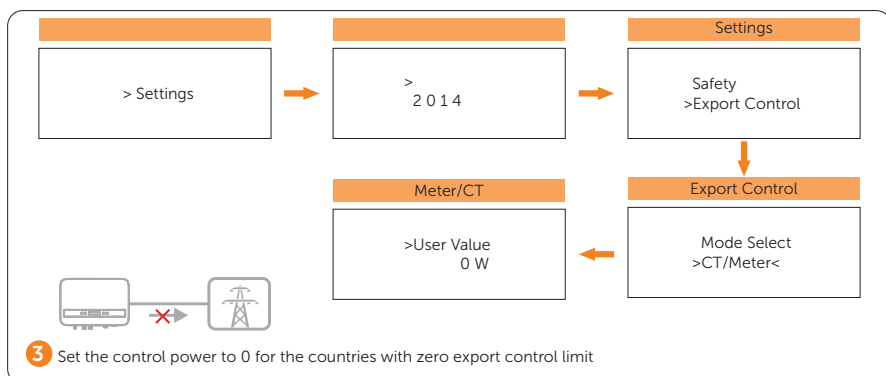 > Settings
>
2 0 1 4
Settings
Safety
>Export Control
Export Control
Mode Select
>CT/Meter<
Meter/CT
>User Value
0 W
3 Set the control power to 0 for the countries with zero export control limit